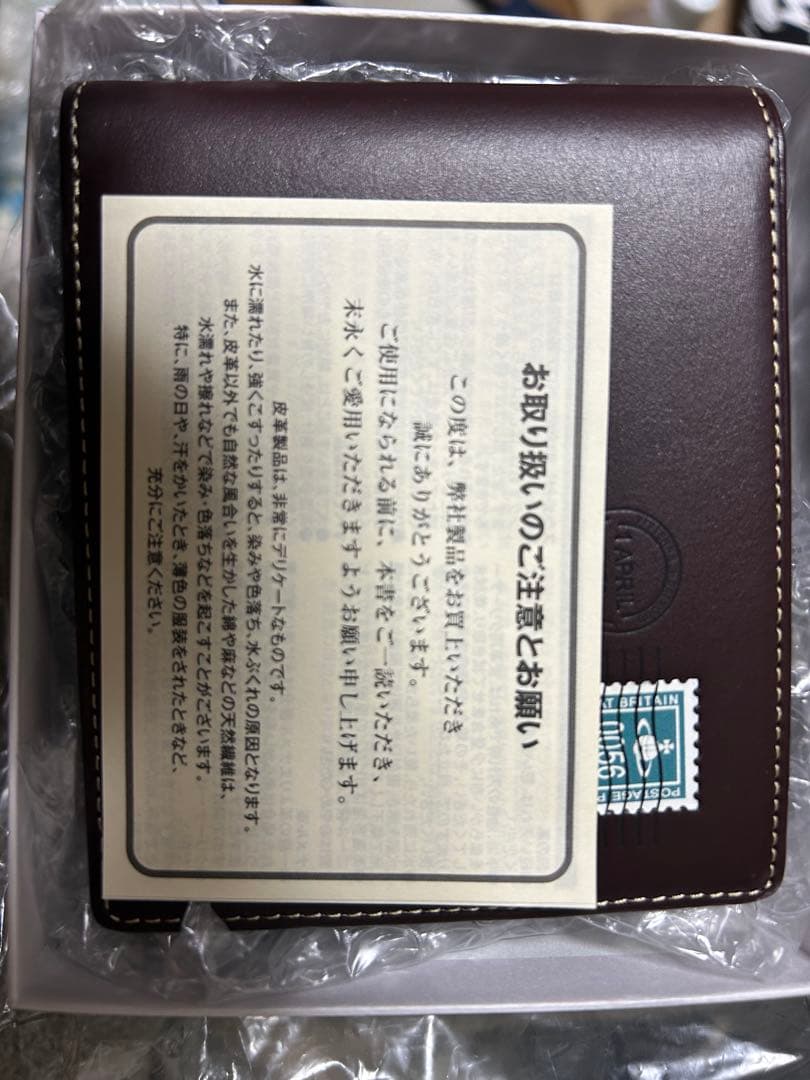 お取り扱いのご注意とお願い
この度は、弊社製品をお買上いただき
誠にありがとうございます。
ご使用になられる前に、本書をご一読いただき、
末永くご愛用いただきますようお願い申し上げます。
皮革製品は、非常にデリケートなものです。
水に濡れたり、強くこすったりすると、染みや色落ち、水ぶくれの原因となります。
また、皮革以外でも自然な風合いを生かした綿や麻などの天然繊維は、
水濡れや擦れなどで染み・色落ちなどを起こすことがございます。
特に、雨の日や、汗をかいたとき、薄色の服装をされたときなど、
充分にご注意ください。
1 APRIL
AT BRITAIN
POSTAGE